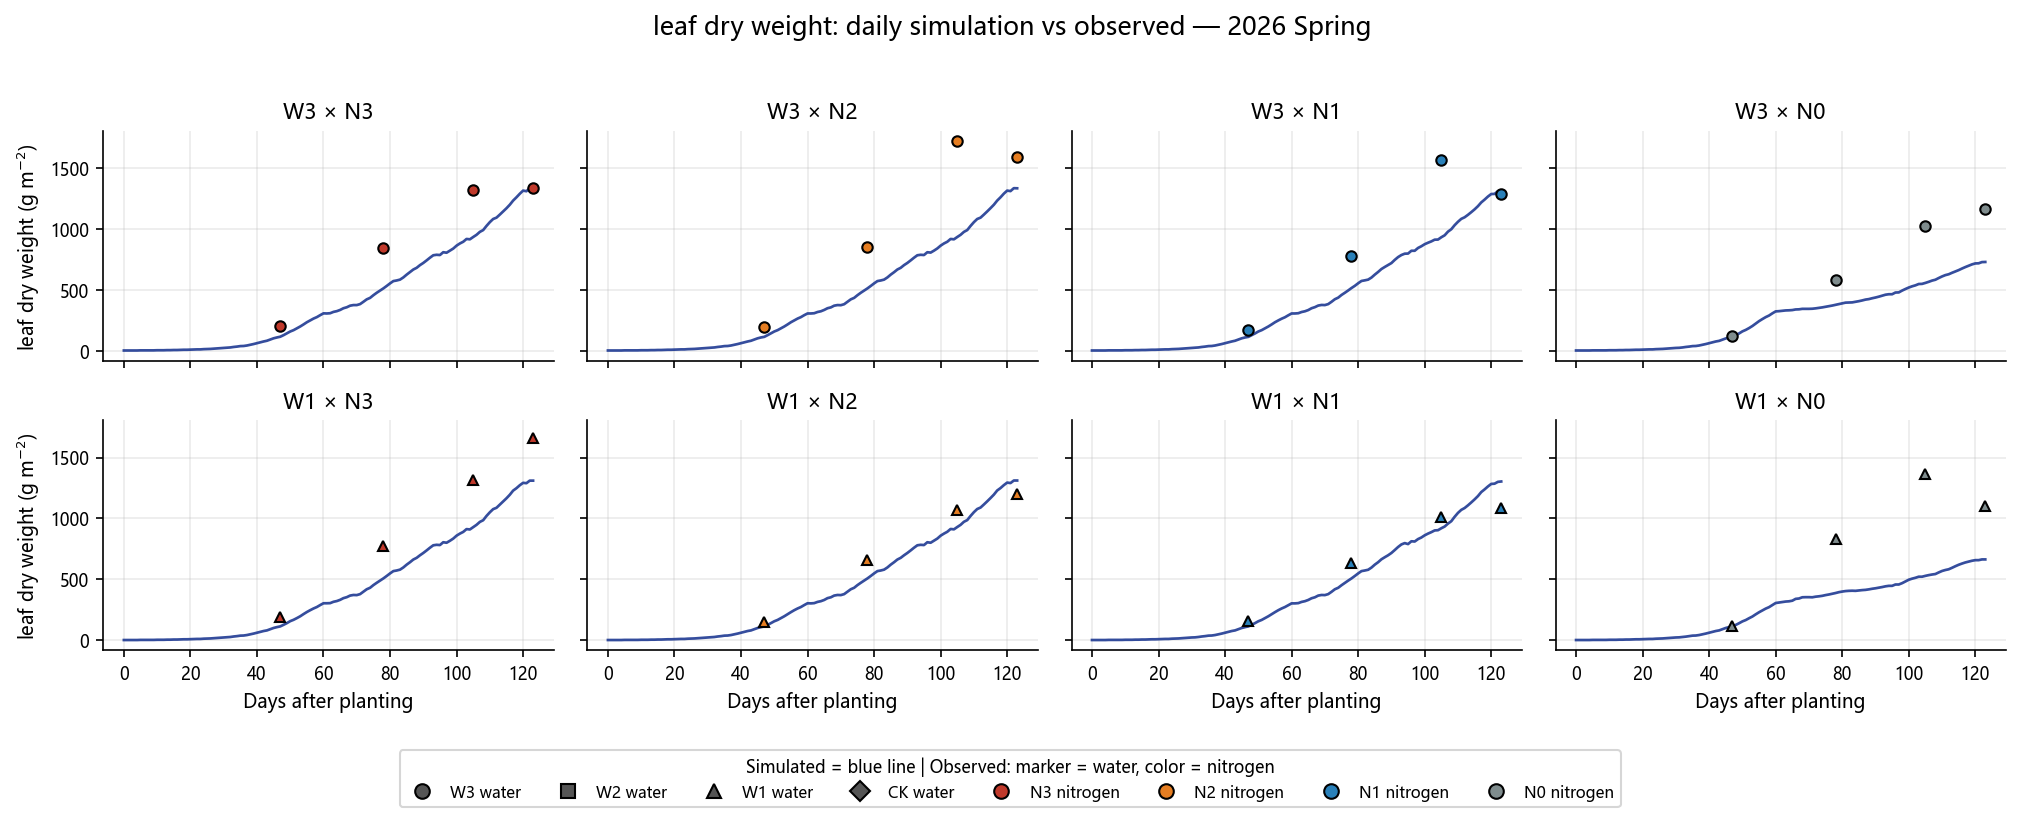 leaf dry weight: daily simulation vs observed — 2026 Spring
W3 × N3
W3 × N2
W3 × N1
W3 × N0
leaf dry weight (g m⁻²)
1500
1000
500
0
W1 × N3
W1 × N2
W1 × N1
W1 × N0
leaf dry weight (g m⁻²)
1500
1000
500
0
0 20 40 60 80 100 120
0 20 40 60 80 100 120
0 20 40 60 80 100 120
0 20 40 60 80 100 120
Days after planting
Days after planting
Days after planting
Days after planting
Simulated = blue line | Observed: marker = water, color = nitrogen
W3 water W2 water W1 water CK water N3 nitrogen N2 nitrogen N1 nitrogen N0 nitrogen